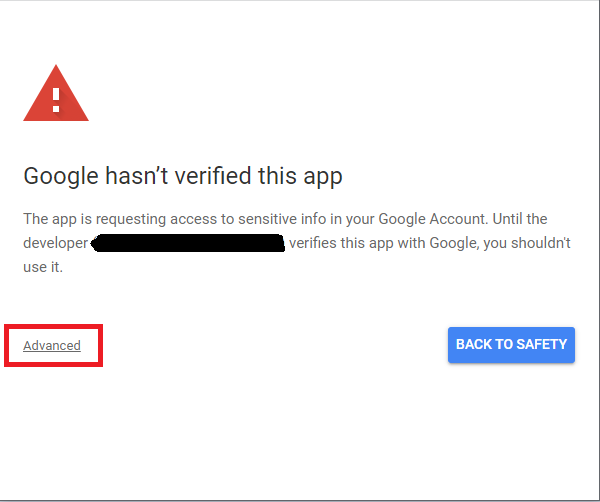 Google hasn’t verified this app
The app is requesting access to sensitive info in your Google Account. Until the
developer verifies this app with Google, you shouldn't
use it.
Advanced
BACK TO SAFETY